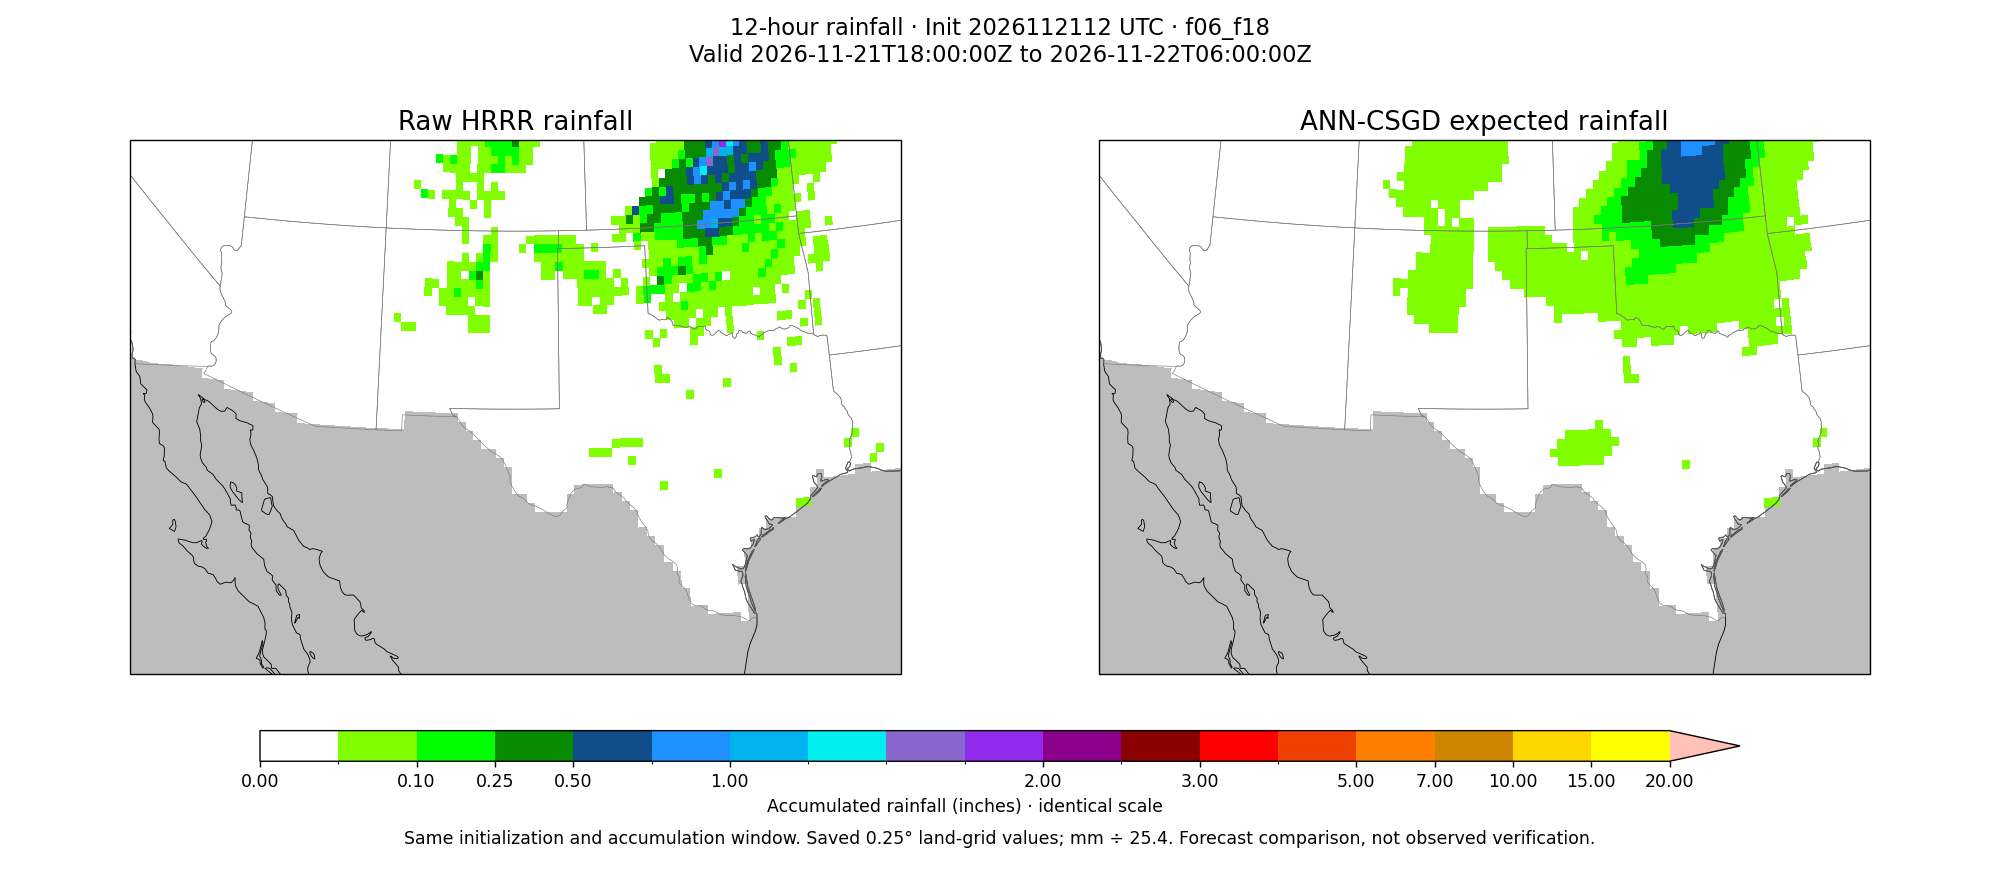 12-hour rainfall · Init 2026112112 UTC · f06_f18
Valid 2026-11-21T18:00:00Z to 2026-11-22T06:00:00Z
Raw HRRR rainfall
ANN-CSGD expected rainfall
0.00 0.10 0.25 0.50 1.00 2.00 3.00 5.00 7.00 10.00 15.00 20.00
Accumulated rainfall (inches) · identical scale
Same initialization and accumulation window. Saved 0.25° land-grid values; mm ÷ 25.4. Forecast comparison, not observed verification.